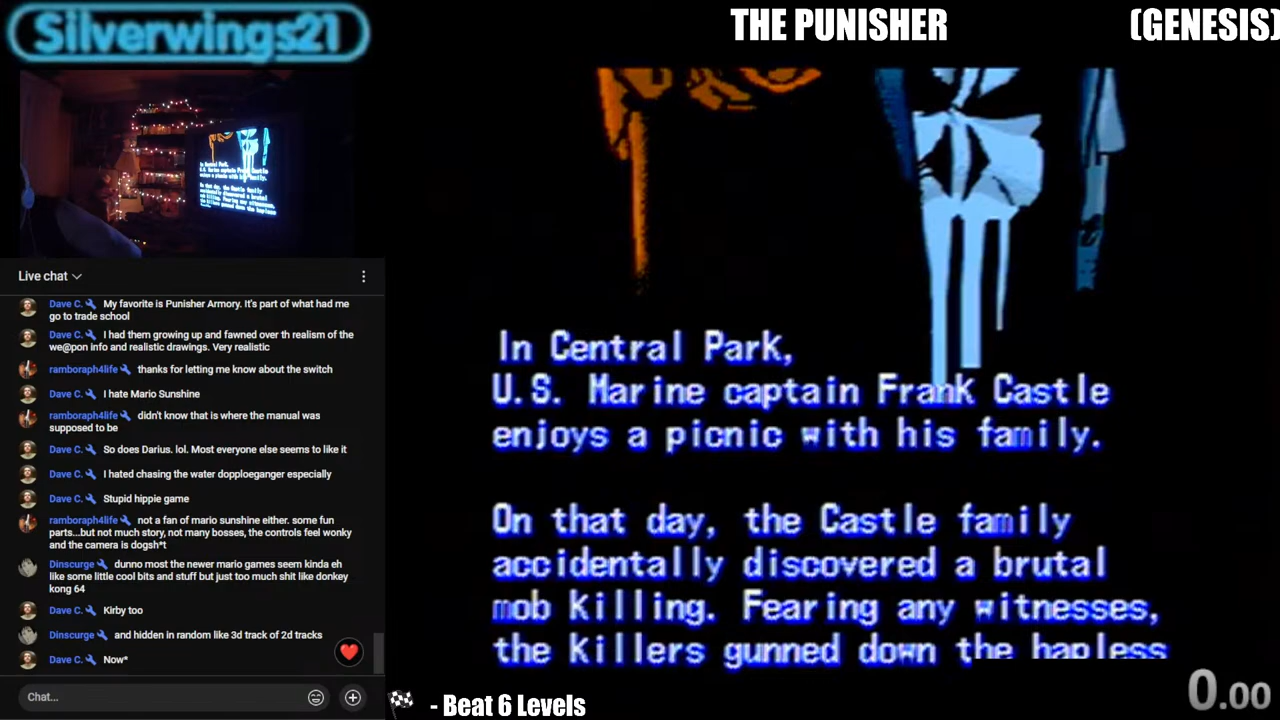 Silverwings21
THE PUNISHER
(GENESIS)
Live chat
Dave C. My favorite is Punisher Armory. It's part of what had me
go to trade school
Dave C. I had them growing up and fawned over th realism of the
we@pon info and realistic drawings. Very realistic
ramboraph4life thanks for letting me know about the switch
Dave C. I hate Mario Sunshine
ramboraph4life didn't know that is where the manual was
supposed to be
Dave C. So does Darius. lol. Most everyone else seems to like it
Dave C. I hated chasing the water dopploeganger especially
Dave C. Stupid hippie game
ramboraph4life not a fan of mario sunshine either. some fun
parts...but not much story, not many bosses, the controls feel wonky
and the camera is dogsh*t
Dinscurge dunno most the newer mario games seem kinda eh
like some little cool bits and stuff but just too much shit like donkey
kong 64
Dave C. Kirby too
Dinscurge and hidden in random like 3d track of 2d tracks
Dave C. Now*
Chat...
In Central Park,
U.S. Marine captain Frank Castle
enjoys a picnic with his family.
On that day, the Castle family
accidentally discovered a brutal
mob killing. Fearing any witnesses,
the killers gunned down the hapless
- Beat 6 Levels
0.00